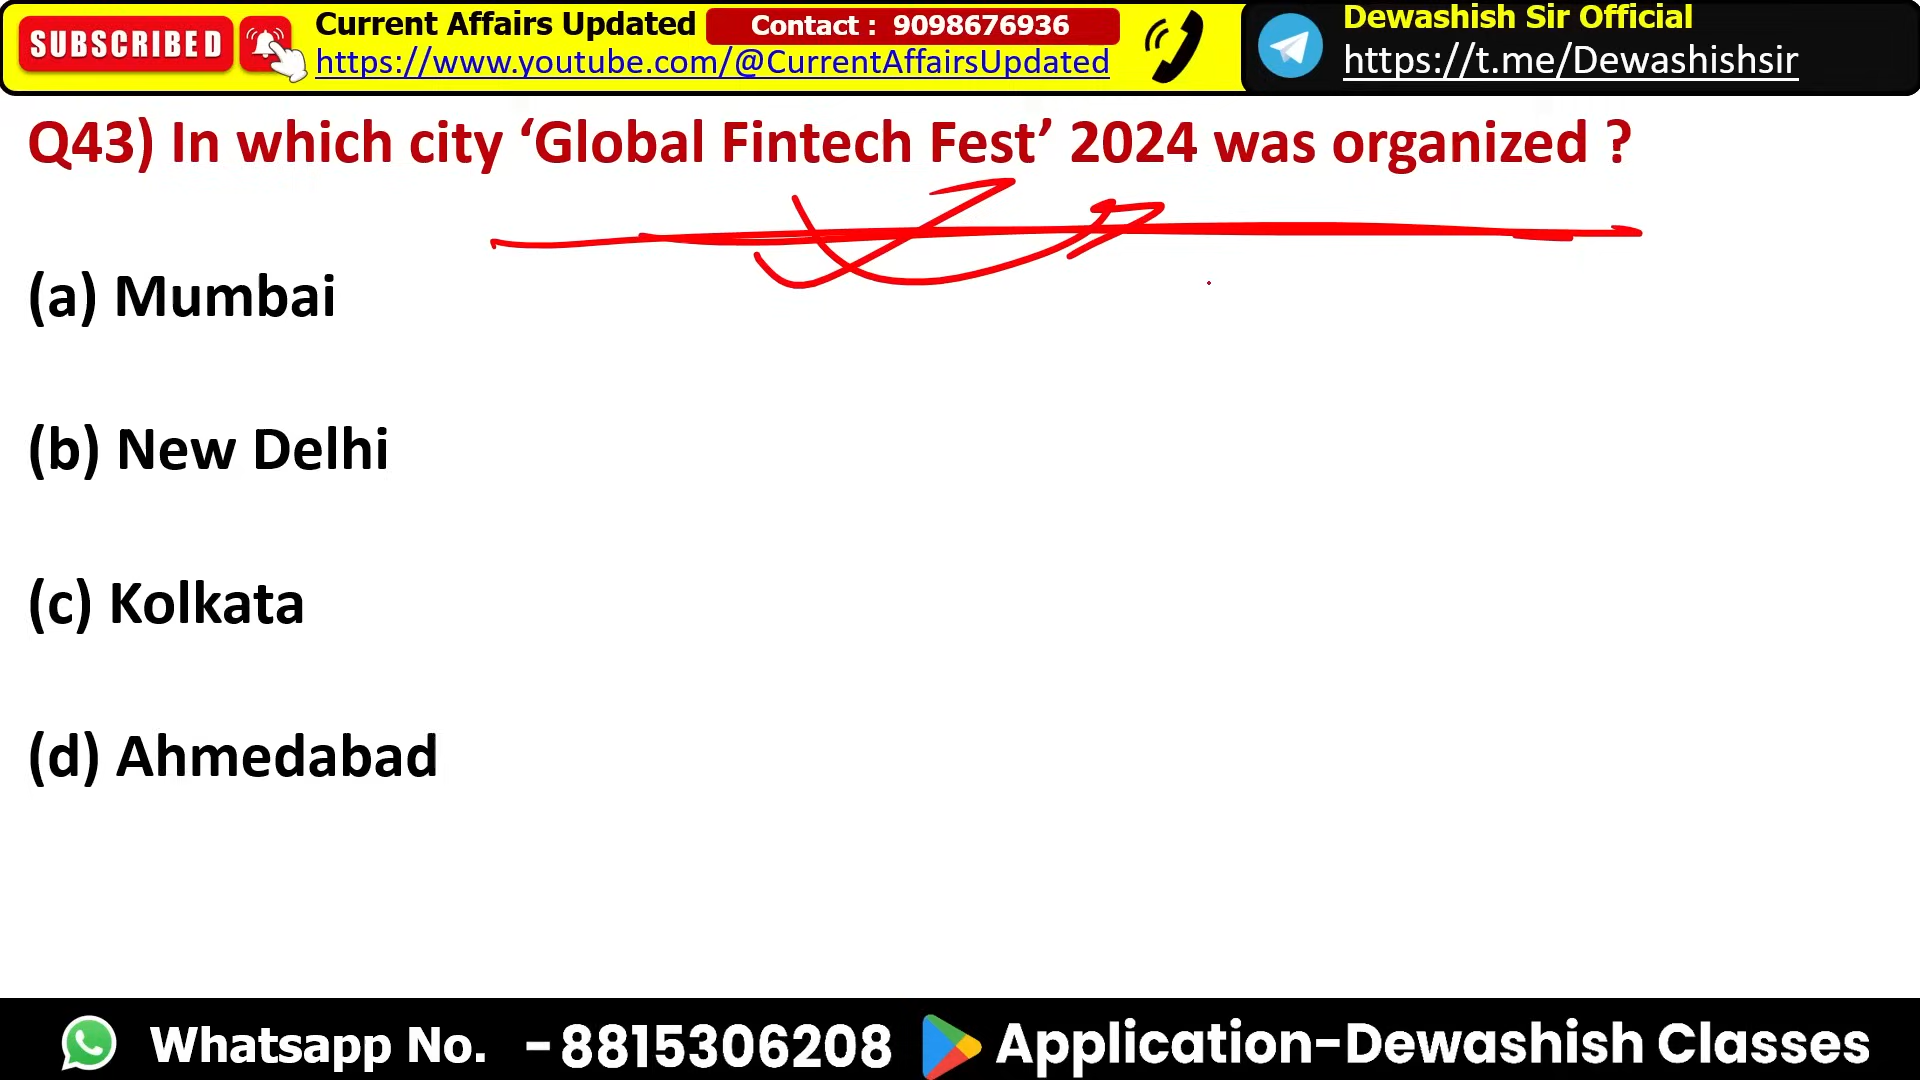 SUBSCRIBED
Current Affairs Updated
Contact : 9098676936
https://www.youtube.com/@CurrentAffairsUpdated
Dewashish Sir Official
https://t.me/Dewashishsir
Q43) In which city ‘Global Fintech Fest’ 2024 was organized ?
(a) Mumbai
(b) New Delhi
(c) Kolkata
(d) Ahmedabad
Whatsapp No. -8815306208
Application-Dewashish Classes